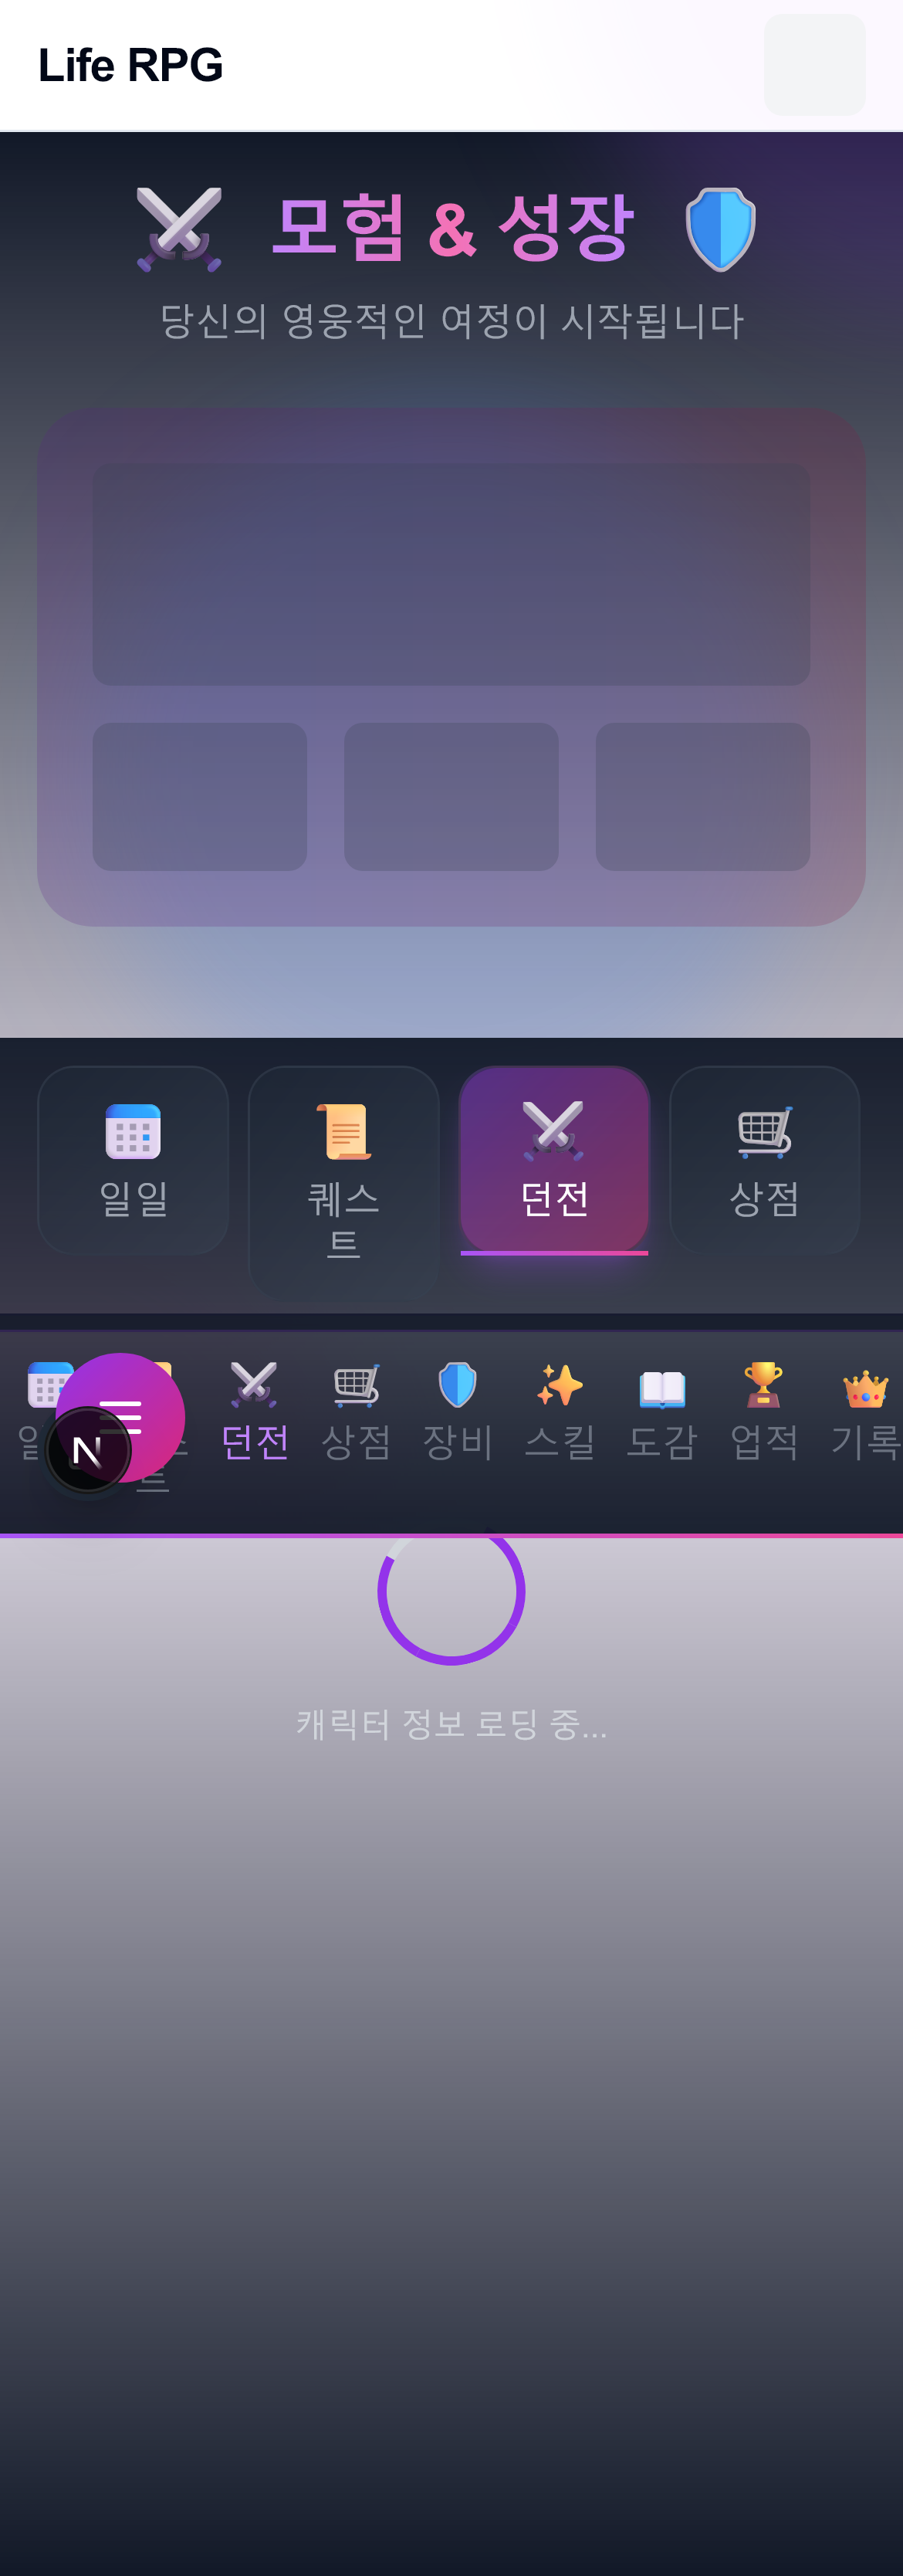 Life RPG
모험 & 성장
당신의 영웅적인 여정이 시작됩니다
일일
퀘스
트
던전
상점
던전 상점 장비 스킬 도감 업적 기록
트
N
캐릭터 정보 로딩 중...